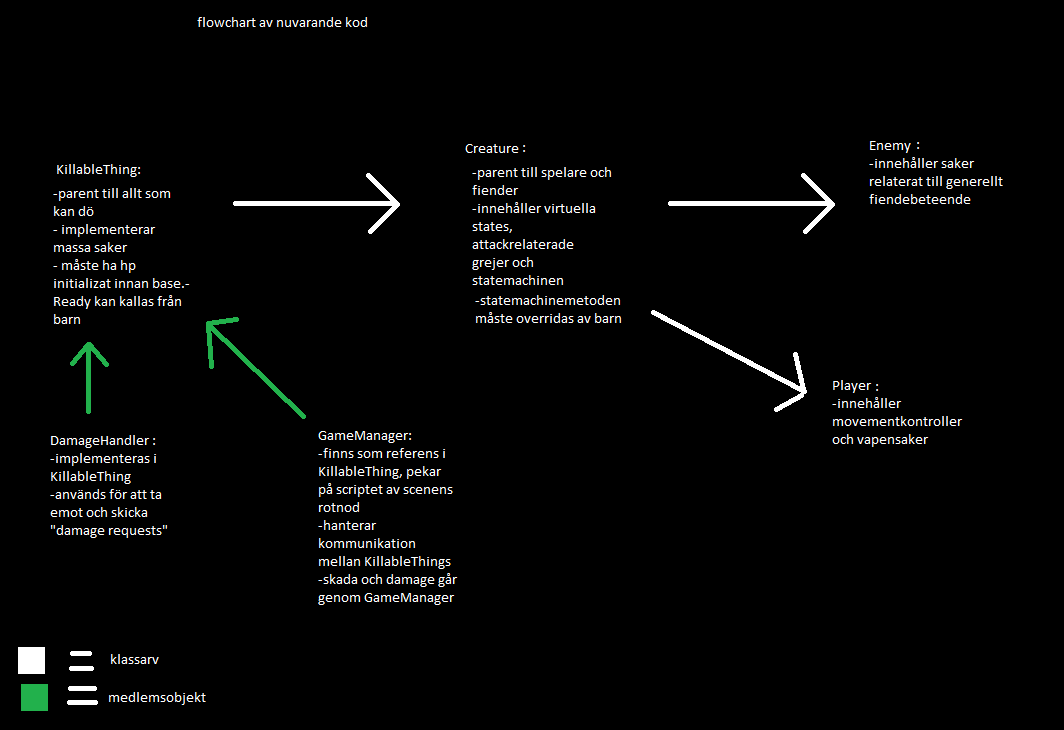 flowchart av nuvarande kod
KillableThing:
-parent till allt som
kan dö
- implementerar
massa saker
- måste ha hp
initializat innan base.-
Ready kan kallas från
barn
Creature :
-parent till spelare och
fiender
-innehåller virtuella
states,
attackrelaterade
grejer och
statemachinen
-statemachinemetoden
måste overridas av barn
Enemy :
-innehåller saker
relaterat till generellt
fiendebeteende
Player :
-innehåller
movementkontroller
och vapensaker
DamageHandler :
-implementeras i
KillableThing
-används för att ta
emot och skicka
"damage requests"
GameManager:
-finns som referens i
KillableThing, pekar
på scriptet av scenens
rotnod
-hanterar
kommunikation
mellan KillableThings
-skada och damage går
genom GameManager
klassarv
medlemsobjekt